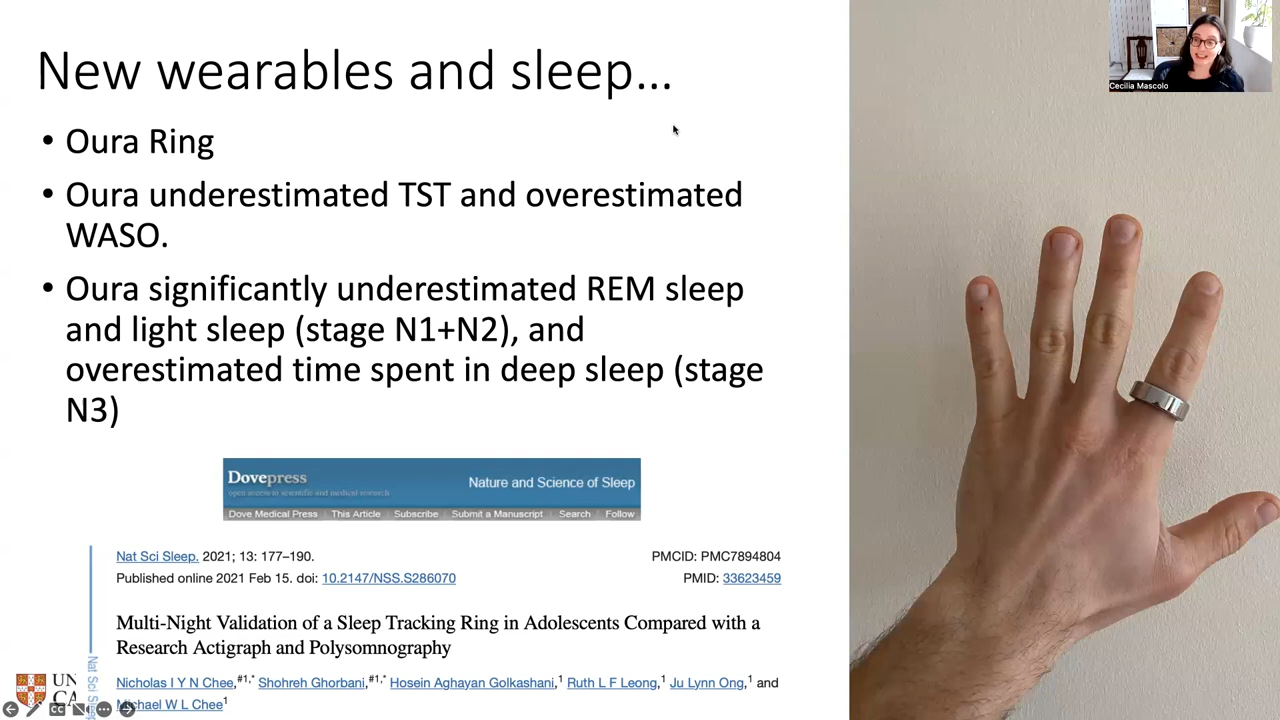 New wearables and sleep...
Cecilia Mascolo
• Oura Ring
• Oura underestimated TST and overestimated
WASO.
• Oura significantly underestimated REM sleep
and light sleep (stage N1+N2), and
overestimated time spent in deep sleep (stage
N3)
Dovepress
open access to scientific and medical research
Nature and Science of Sleep
Dove Medical Press | This Article | Subscribe | Submit a Manuscript | Search | Follow
Nat Sci Sleep. 2021; 13: 177–190.
PMCID: PMC7894804
Published online 2021 Feb 15. doi: 10.2147/NSS.S286070
PMID: 33623459
Multi-Night Validation of a Sleep Tracking Ring in Adolescents Compared with a
Research Actigraph and Polysomnography
Nicholas I Y N Chee,#1,* Shohreh Ghorbani,#1,* Hosein Aghayan Golkashani,1 Ruth L F Leong,1 Ju Lynn Ong,1 and
Michael W L Chee1
Nat Sci Slee
UN
CA